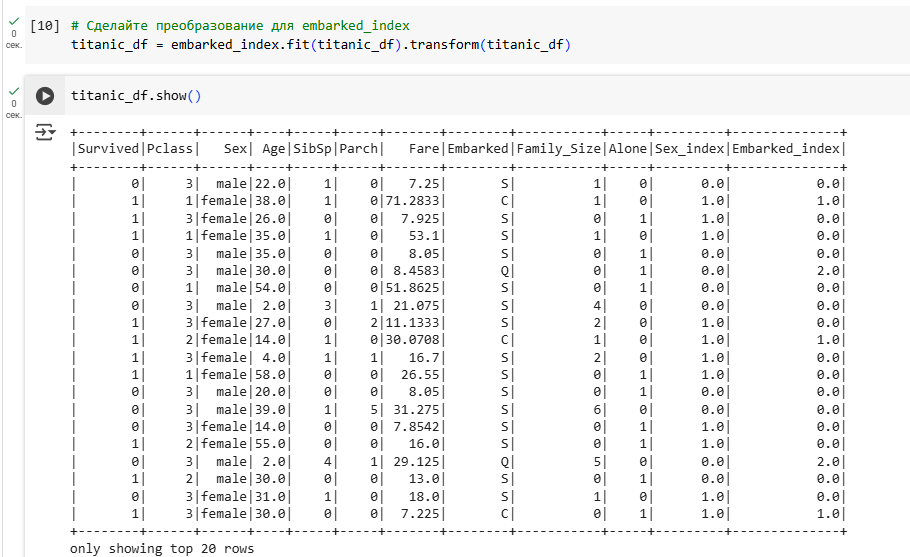 [10] # Сделайте преобразование для embarked_index
0
сек.
titanic_df = embarked_index.fit(titanic_df).transform(titanic_df)
0
сек.
titanic_df.show()
+--------+------+------+----+-----+-----+-------+--------+-----------+-----+---------+--------------+
|Survived|Pclass|   Sex| Age|SibSp|Parch|   Fare|Embarked|Family_Size|Alone|Sex_index|Embarked_index|
+--------+------+------+----+-----+-----+-------+--------+-----------+-----+---------+--------------+
|       0|     3|  male|22.0|    1|    0|   7.25|       S|          1|    0|      0.0|           0.0|
|       1|     1|female|38.0|    1|    0|71.2833|       C|          1|    0|      1.0|           1.0|
|       1|     3|female|26.0|    0|    0|  7.925|       S|          0|    1|      1.0|           0.0|
|       1|     1|female|35.0|    1|    0|   53.1|       S|          1|    0|      1.0|           0.0|
|       0|     3|  male|35.0|    0|    0|   8.05|       S|          0|    1|      0.0|           0.0|
|       0|     3|  male|30.0|    0|    0| 8.4583|       Q|          0|    1|      0.0|           2.0|
|       0|     1|  male|54.0|    0|    0|51.8625|       S|          0|    1|      0.0|           0.0|
|       0|     3|  male| 2.0|    3|    1| 21.075|       S|          4|    0|      0.0|           0.0|
|       1|     3|female|27.0|    0|    2|11.1333|       S|          2|    0|      1.0|           0.0|
|       1|     2|female|14.0|    1|    0|30.0708|       C|          1|    0|      1.0|           1.0|
|       1|     3|female| 4.0|    1|    1|   16.7|       S|          2|    0|      1.0|           0.0|
|       1|     1|female|58.0|    0|    0|  26.55|       S|          0|    1|      1.0|           0.0|
|       0|     3|  male|20.0|    0|    0|   8.05|       S|          0|    1|      0.0|           0.0|
|       0|     3|  male|39.0|    1|    5| 31.275|       S|          6|    0|      0.0|           0.0|
|       0|     3|female|14.0|    0|    0| 7.8542|       S|          0|    1|      1.0|           0.0|
|       1|     2|female|55.0|    0|    0|   16.0|       S|          0|    1|      1.0|           0.0|
|       0|     3|  male| 2.0|    4|    1| 29.125|       Q|          5|    0|      0.0|           2.0|
|       1|     2|  male|30.0|    0|    0|   13.0|       S|          0|    1|      0.0|           0.0|
|       0|     3|female|31.0|    1|    0|   18.0|       S|          1|    0|      1.0|           0.0|
|       1|     3|female|30.0|    0|    0|  7.225|       C|          0|    1|      1.0|           1.0|
+--------+------+------+----+-----+-----+-------+--------+-----------+-----+---------+--------------+
only showing top 20 rows